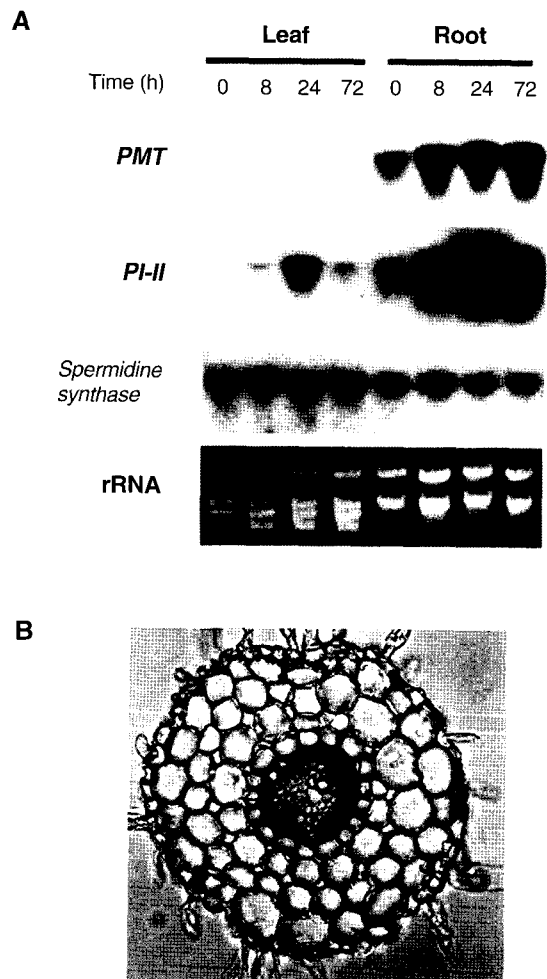 A
Leaf Root
Time (h) 0 8 24 72 0 8 24 72
PMT
PI-II
Spermidine
synthase
rRNA
B